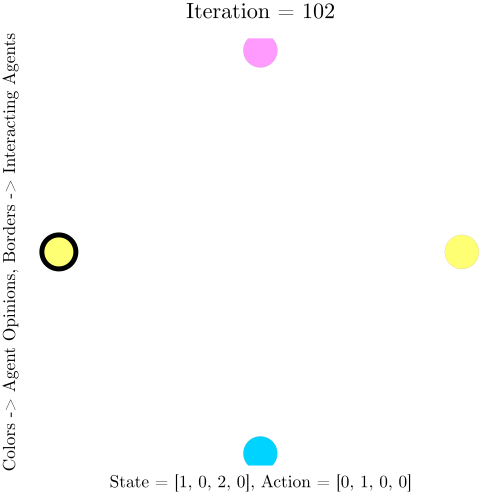 Iteration = 102
Colors -> Agent Opinions, Borders -> Interacting Agents
State = [1, 0, 2, 0], Action = [0, 1, 0, 0]